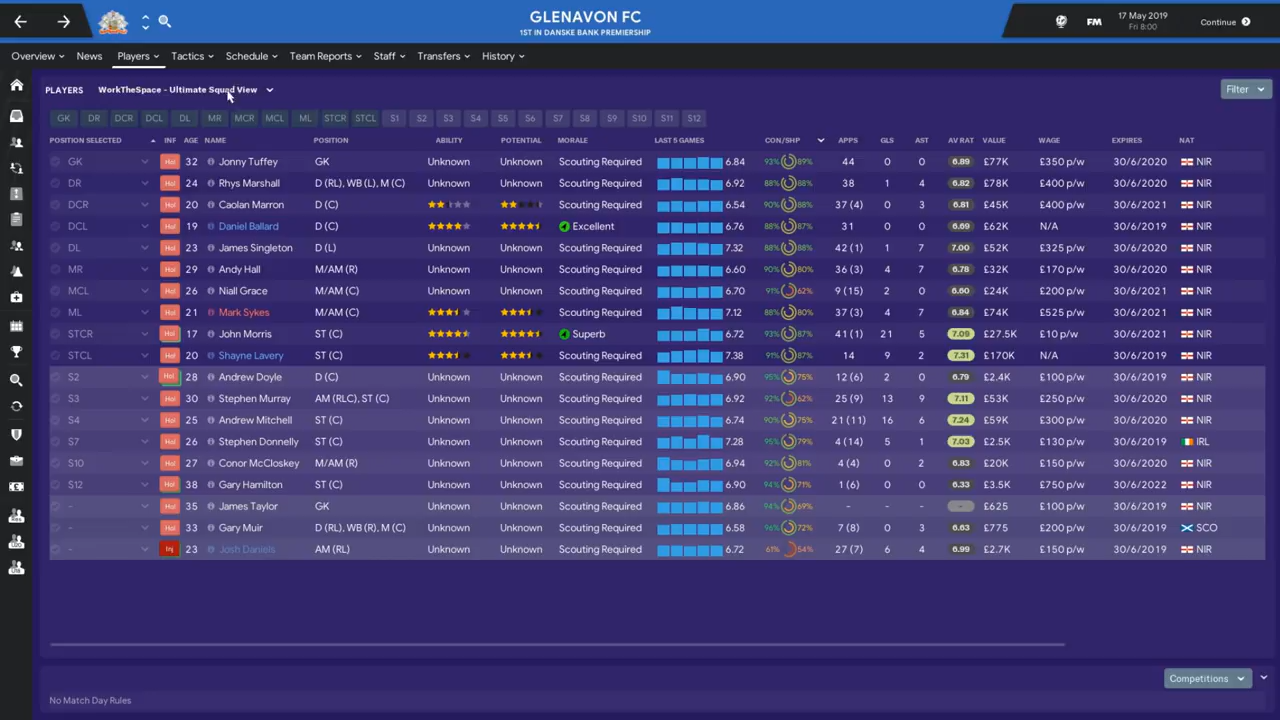 GLENAVON FC
1ST IN DANSKE BANK PREMIERSHIP
FM
17 May 2019
Fri 8:00
Continue
Overview News Players Tactics Schedule Team Reports Staff Transfers History
PLAYERS WorkTheSpace - Ultimate Squad View Filter
GK DR DCR DCL DL MR MCR MCL ML STCR STCL S1 S2 S3 S4 S5 S6 S7 S8 S9 S10 S11 S12
POSITION SELECTED INF AGE NAME POSITION ABILITY POTENTIAL MORALE LAST 5 GAMES CON/SHP APPS GLS AST AV RAT VALUE WAGE EXPIRES NAT
GK Hol 32 Jonny Tuffey GK Unknown Unknown Scouting Required 6.84 93% 89% 44 0 0 6.89 £77K £350 p/w 30/6/2020 NIR
DR Hol 24 Rhys Marshall D (RL), WB (L), M (C) Unknown Unknown Scouting Required 6.92 88% 88% 38 1 4 6.82 £78K £400 p/w 30/6/2020 NIR
DCR Hol 20 Caolan Marron D (C) Scouting Required 6.54 90% 88% 37 (4) 0 3 6.81 £45K £400 p/w 30/6/2021 NIR
DCL Hol 19 Daniel Ballard D (C) Excellent 6.76 88% 87% 31 0 0 6.69 £62K N/A 30/6/2019 NIR
DL Hol 23 James Singleton D (L) Unknown Unknown Scouting Required 7.32 88% 88% 42 (1) 1 7 7.00 £52K £325 p/w 30/6/2020 NIR
MR Hol 29 Andy Hall M/AM (R) Unknown Unknown Scouting Required 6.60 90% 80% 36 (3) 4 7 6.78 £32K £170 p/w 30/6/2020 NIR
MCL Hol 26 Niall Grace M/AM (C) Unknown Unknown Scouting Required 6.70 91% 62% 9 (15) 2 0 6.60 £24K £200 p/w 30/6/2021 NIR
ML Hol 21 Mark Sykes M/AM (C) Scouting Required 7.12 88% 80% 37 (3) 4 7 6.84 £74K £525 p/w 30/6/2021 NIR
STCR Hol 17 John Morris ST (C) Superb 6.72 93% 87% 41 (1) 21 5 7.09 £27.5K £10 p/w 30/6/2021 NIR
STCL Hol 20 Shayne Lavery ST (C) Scouting Required 7.38 91% 87% 14 9 2 7.31 £170K N/A 30/6/2019 NIR
S2 Hol 28 Andrew Doyle D (C) Unknown Unknown Scouting Required 6.90 95% 75% 12 (6) 2 0 6.79 £2.4K £100 p/w 30/6/2019 NIR
S3 Hol 30 Stephen Murray AM (RLC), ST (C) Unknown Unknown Scouting Required 6.92 92% 62% 25 (9) 13 9 7.11 £53K £250 p/w 30/6/2020 NIR
S4 Hol 25 Andrew Mitchell ST (C) Unknown Unknown Scouting Required 6.74 90% 75% 21 (11) 16 6 7.24 £59K £300 p/w 30/6/2020 NIR
S7 Hol 26 Stephen Donnelly ST (C) Unknown Unknown Scouting Required 7.28 95% 79% 4 (14) 5 1 7.03 £2.5K £130 p/w 30/6/2019 IRL
S10 Hol 27 Conor McCloskey M/AM (R) Unknown Unknown Scouting Required 6.94 92% 81% 4 (4) 0 2 6.83 £20K £150 p/w 30/6/2020 NIR
S12 Hol 38 Gary Hamilton ST (C) Unknown Unknown Scouting Required 6.90 94% 71% 1 (6) 0 0 6.33 £3.5K £750 p/w 30/6/2022 NIR
- Hol 35 James Taylor GK Unknown Unknown Scouting Required 6.86 94% 69% - - - - £625 £100 p/w 30/6/2019 NIR
- Hol 33 Gary Muir D (RL), WB (R), M (C) Unknown Unknown Scouting Required 6.58 96% 72% 7 (8) 0 3 6.63 £775 £200 p/w 30/6/2019 SCO
- Inj 23 Josh Daniels AM (RL) Unknown Unknown Scouting Required 6.72 61% 54% 27 (7) 6 4 6.99 £2.7K £150 p/w 30/6/2019 NIR
Competitions
No Match Day Rules